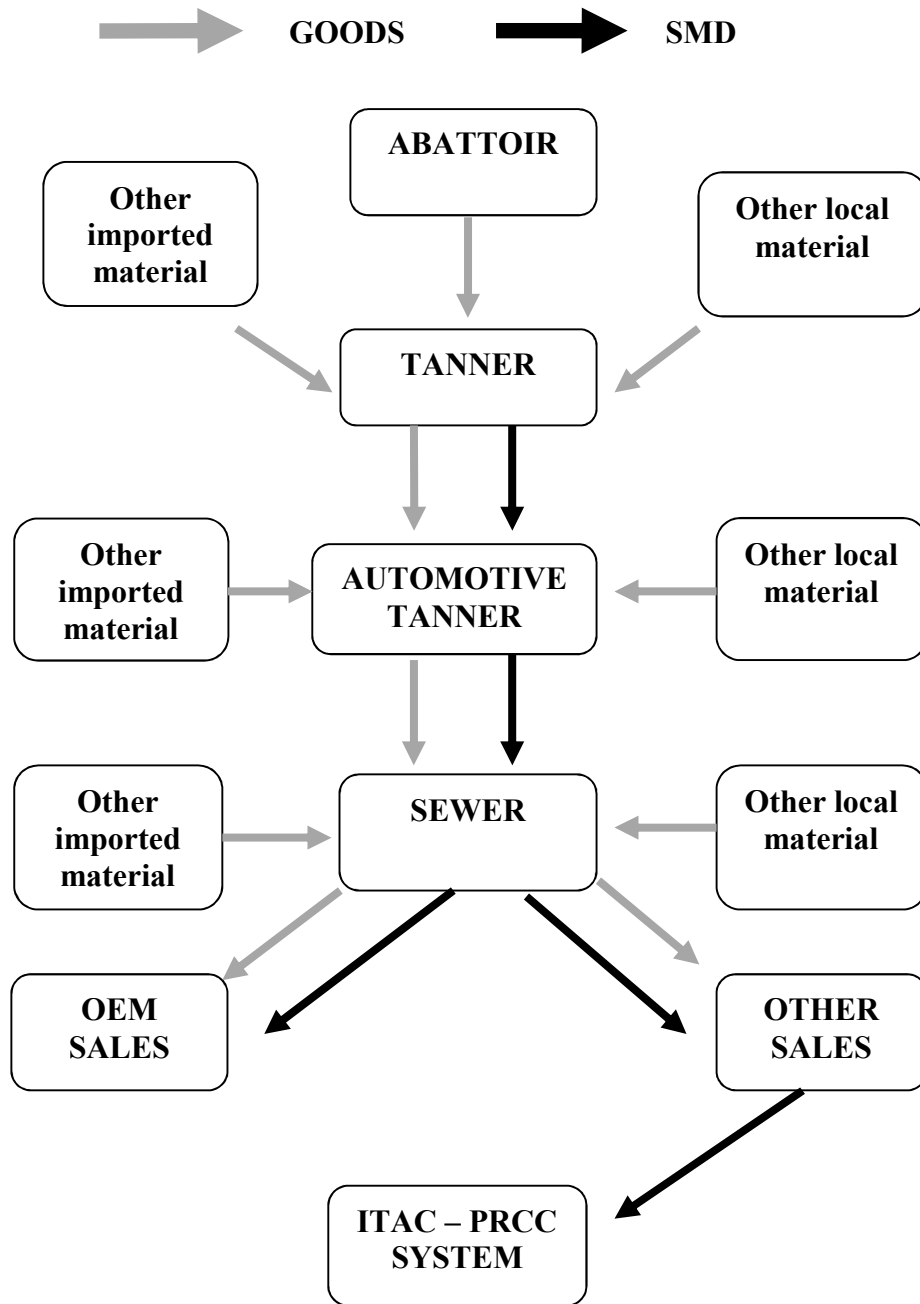 GOODS
SMD
ABATTOIR
Other
imported
material
Other local
material
TANNER
Other
imported
material
AUTOMOTIVE
TANNER
Other local
material
Other
imported
material
SEWER
Other local
material
OEM
SALES
OTHER
SALES
ITAC – PRCC
SYSTEM